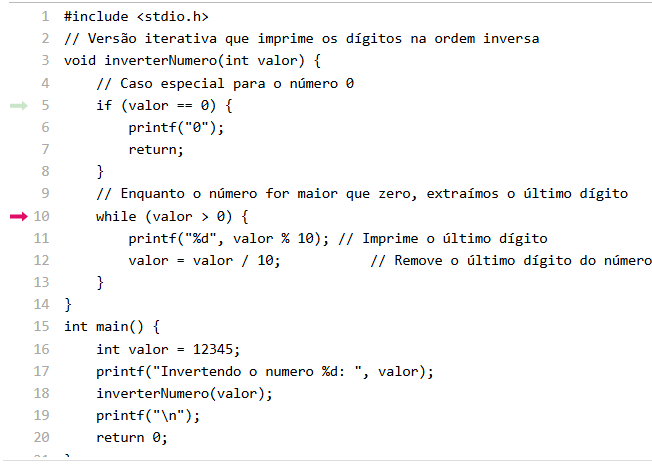 1 #include <stdio.h>
2 // Versão iterativa que imprime os dígitos na ordem inversa
3 void inverterNumero(int valor) {
4 // Caso especial para o número 0
5 if (valor == 0) {
6 printf("0");
7 return;
8 }
9 // Enquanto o número for maior que zero, extraímos o último dígito
10 while (valor > 0) {
11 printf("%d", valor % 10); // Imprime o último dígito
12 valor = valor / 10; // Remove o último dígito do número
13 }
14 }
15 int main() {
16 int valor = 12345;
17 printf("Invertendo o numero %d: ", valor);
18 inverterNumero(valor);
19 printf("\n");
20 return 0;